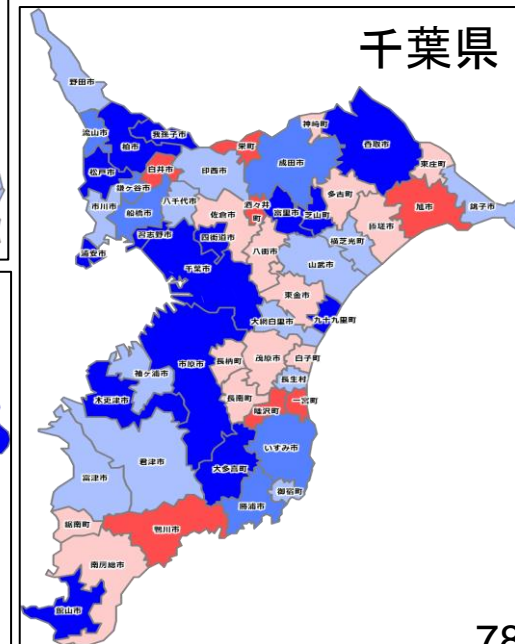 千葉県
野田市
流山市
柏市
我孫子市
松戸市
白井市
栄町
神崎町
香取市
東庄町
銚子市
旭市
匝瑳市
多古町
成田市
印西市
鎌ケ谷市
市川市
船橋市
八千代市
佐倉市
酒々井町
富里市
芝山町
横芝光町
浦安市
習志野市
四街道市
八街市
山武市
千葉市
東金市
大網白里市
九十九里町
市原市
袖ケ浦市
木更津市
長柄町
茂原市
白子町
長生村
長南町
睦沢町
一宮町
いすみ市
大多喜町
君津市
富津市
御宿町
勝浦市
鋸南町
鴨川市
南房総市
館山市
78